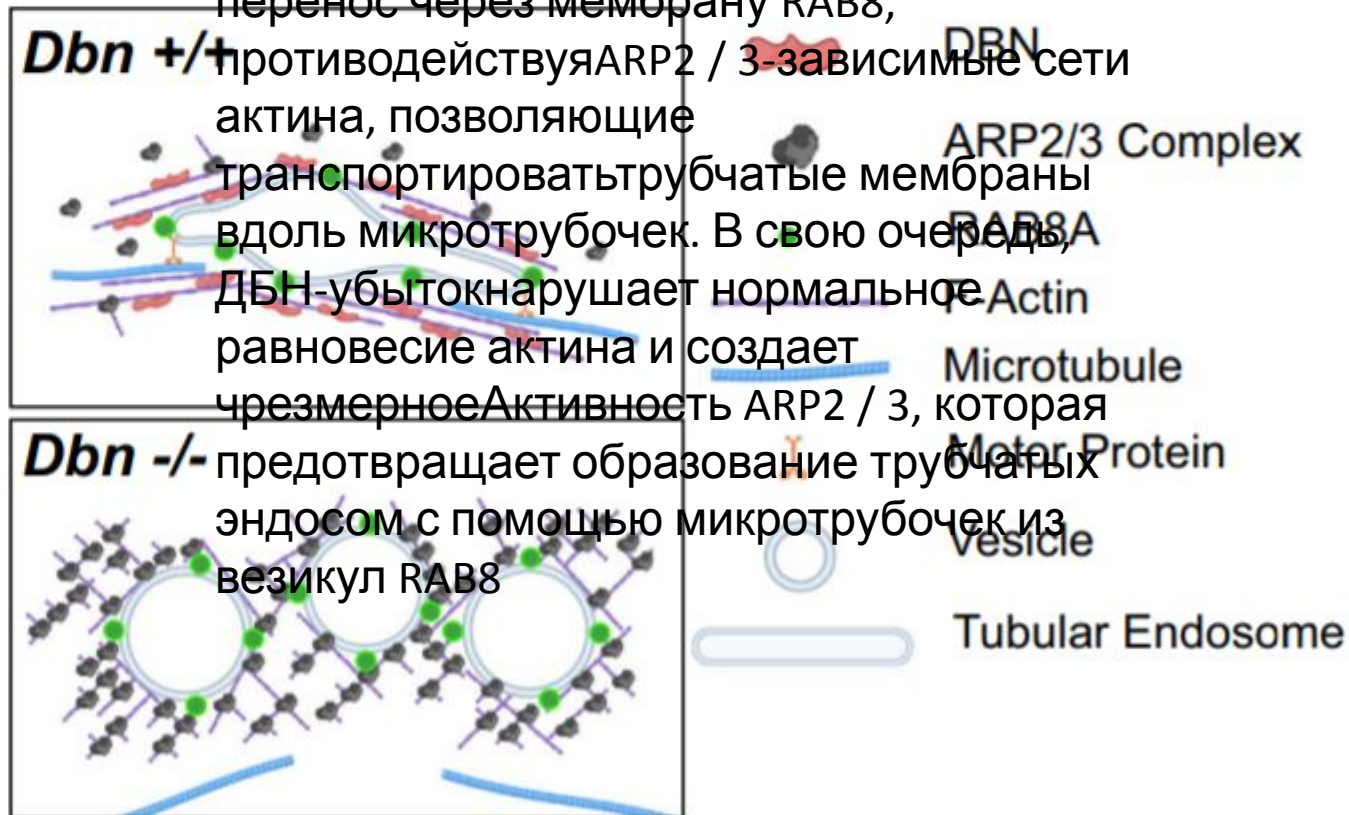 перенос через мембрану RAB8,
Dbn +/+
противодействуяARP2 / 3-зависимые сети
актина, позволяющие
транспортироватьтрубчатые мембраны
вдоль микротрубочек. В свою очередь,
ДБН-убытокнарушает нормальное
равновесие актина и создает
чрезмерноеАктивность ARP2 / 3, которая
Dbn -/-
предотвращает образование трубчатых
эндосом с помощью микротрубочек из
везикул RAB8
DBN
ARP2/3 Complex
RAB8A
F-Actin
Microtubule
Motor Protein
Vesicle
Tubular Endosome